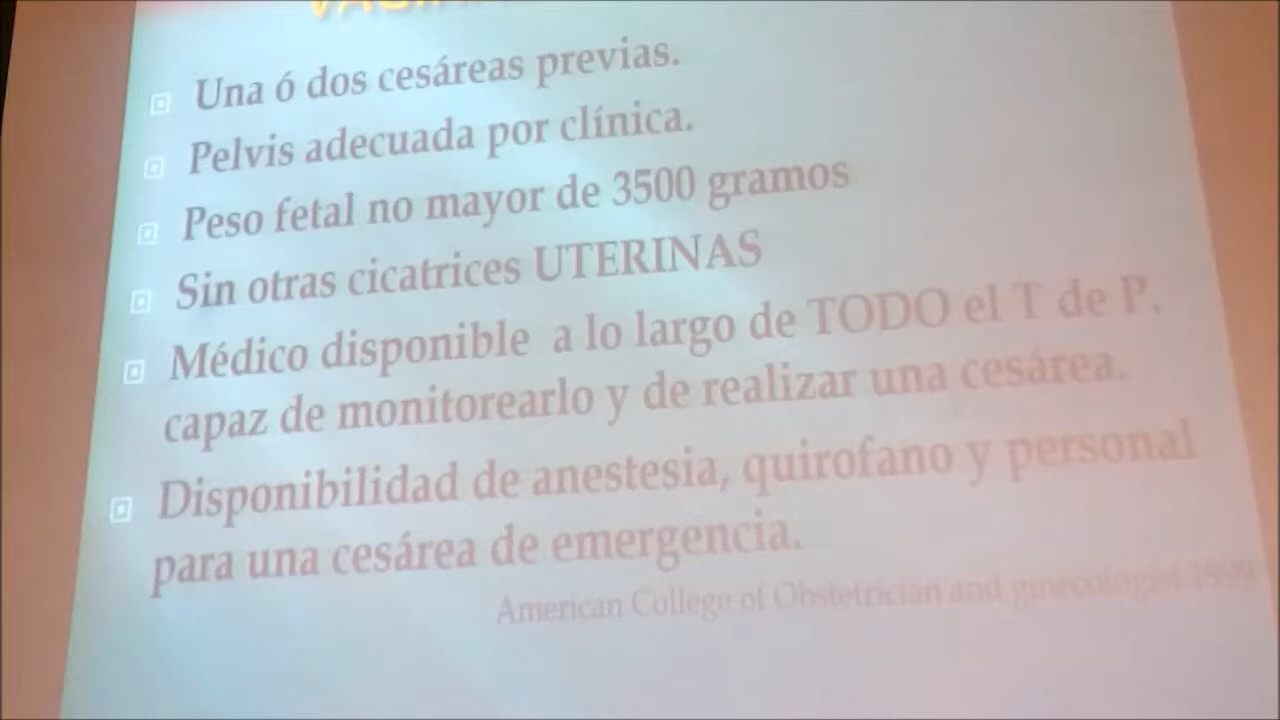 Una ó dos cesáreas previas.
Pelvis adecuada por clínica.
Peso fetal no mayor de 3500 gramos
Sin otras cicatrices UTERINAS
Médico disponible a lo largo de TODO el T de P.
capaz de monitorearlo y de realizar una cesárea.
Disponibilidad de anestesia, quirofano y personal
para una cesárea de emergencia.
American College of Obstetrician and ginecologist 1999